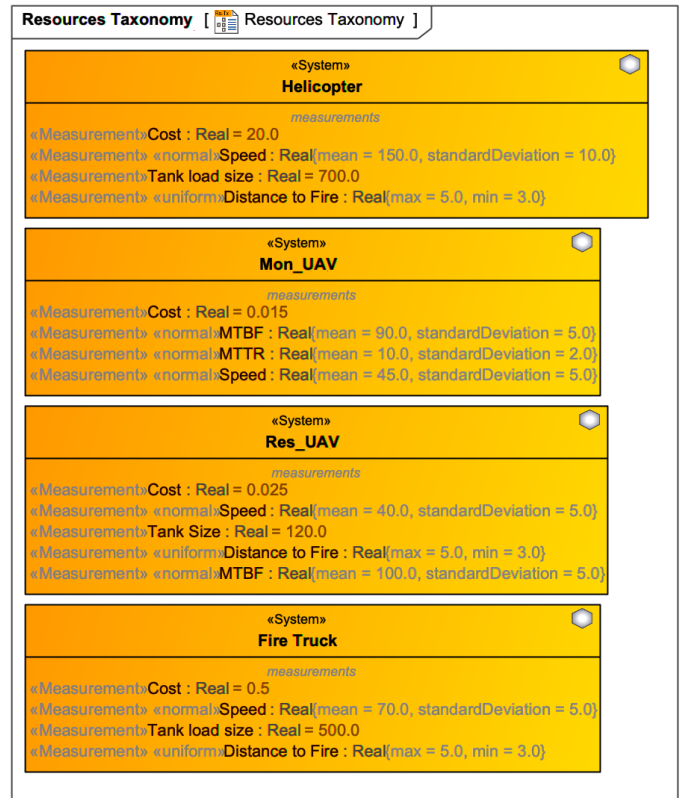 Resources Taxonomy [ Resources Taxonomy ]
«System»
Helicopter
measurements
«Measurement»Cost : Real = 20.0
«Measurement» «normal»Speed : Real{mean = 150.0, standardDeviation = 10.0}
«Measurement»Tank load size : Real = 700.0
«Measurement» «uniform»Distance to Fire : Real{max = 5.0, min = 3.0}
«System»
Mon_UAV
measurements
«Measurement»Cost : Real = 0.015
«Measurement» «normal»MTBF : Real{mean = 90.0, standardDeviation = 5.0}
«Measurement» «normal»MTTR : Real{mean = 10.0, standardDeviation = 2.0}
«Measurement» «normal»Speed : Real{mean = 45.0, standardDeviation = 5.0}
«System»
Res_UAV
measurements
«Measurement»Cost : Real = 0.025
«Measurement» «normal»Speed : Real{mean = 40.0, standardDeviation = 5.0}
«Measurement»Tank Size : Real = 120.0
«Measurement» «uniform»Distance to Fire : Real{max = 5.0, min = 3.0}
«Measurement» «normal»MTBF : Real{mean = 100.0, standardDeviation = 5.0}
«System»
Fire Truck
measurements
«Measurement»Cost : Real = 0.5
«Measurement» «normal»Speed : Real{mean = 70.0, standardDeviation = 5.0}
«Measurement»Tank load size : Real = 500.0
«Measurement» «uniform»Distance to Fire : Real{max = 5.0, min = 3.0}